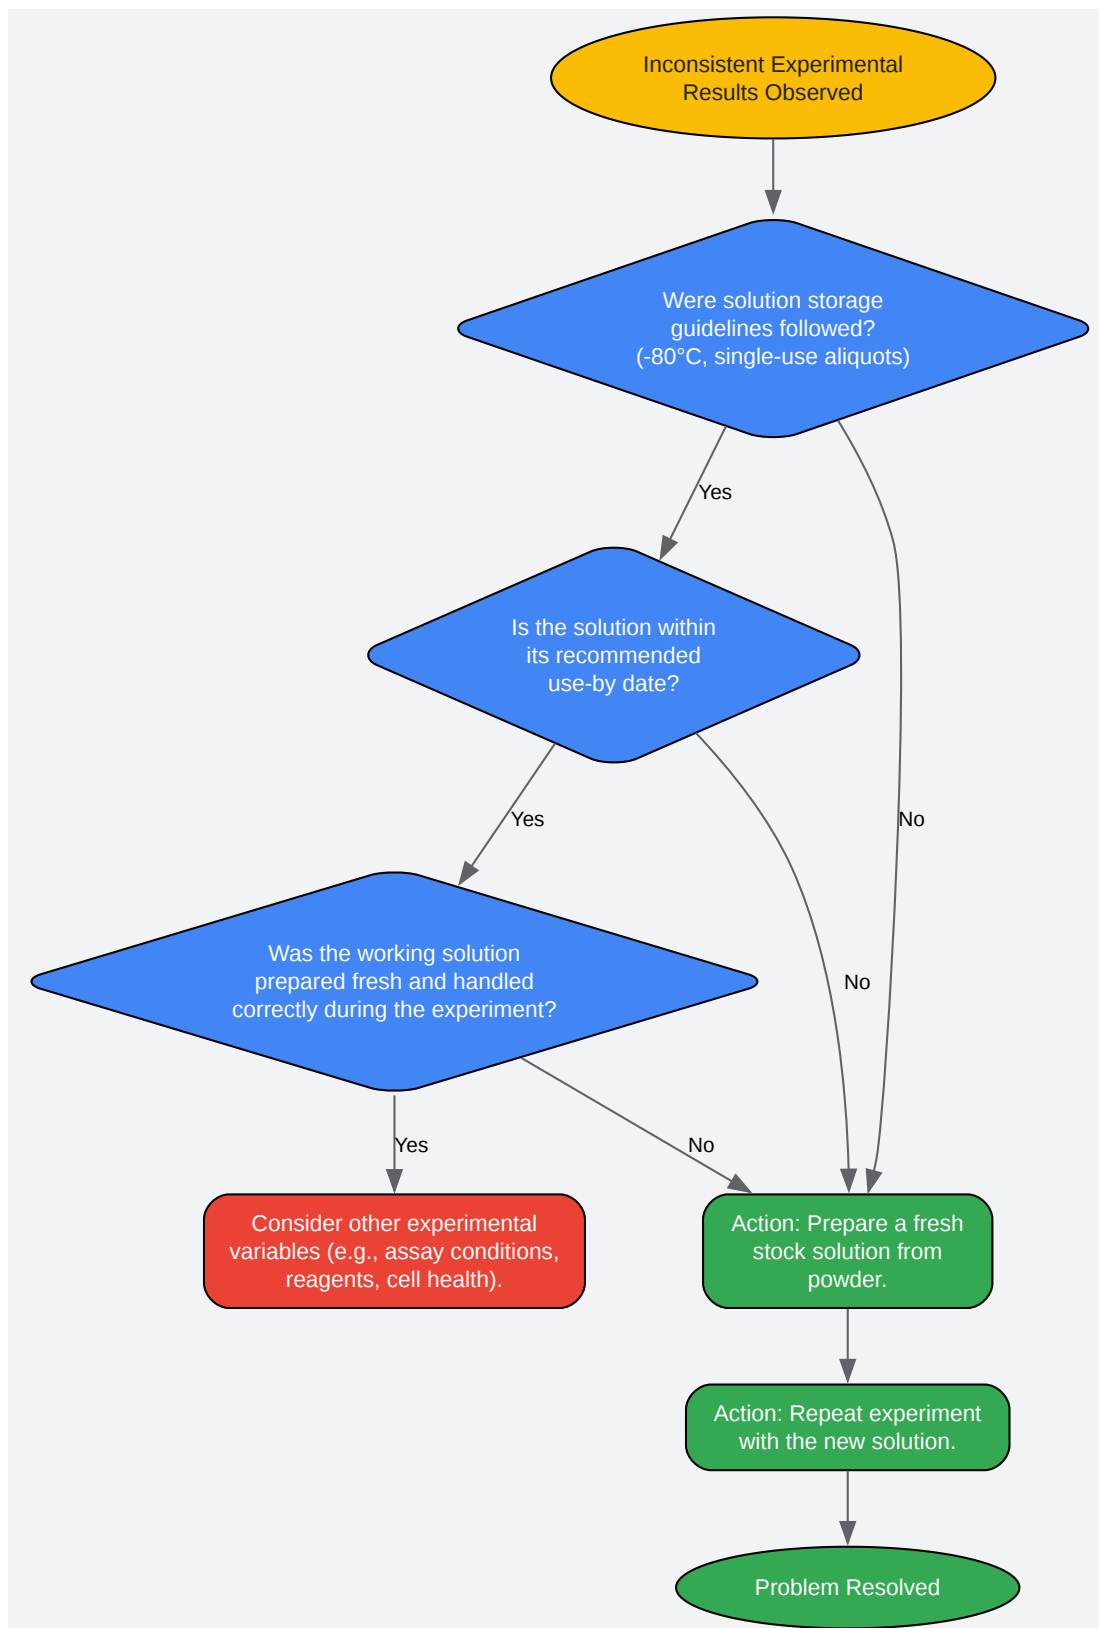 Inconsistent Experimental
Results Observed
Were solution storage
guidelines followed?
(-80°C, single-use aliquots)
Yes
Is the solution within
its recommended
use-by date?
Yes
No
Was the working solution
prepared fresh and handled
correctly during the experiment?
No
Yes
No
Consider other experimental
variables (e.g., assay conditions,
reagents, cell health).
Action: Prepare a fresh
stock solution from
powder.
Action: Repeat experiment
with the new solution.
Problem Resolved